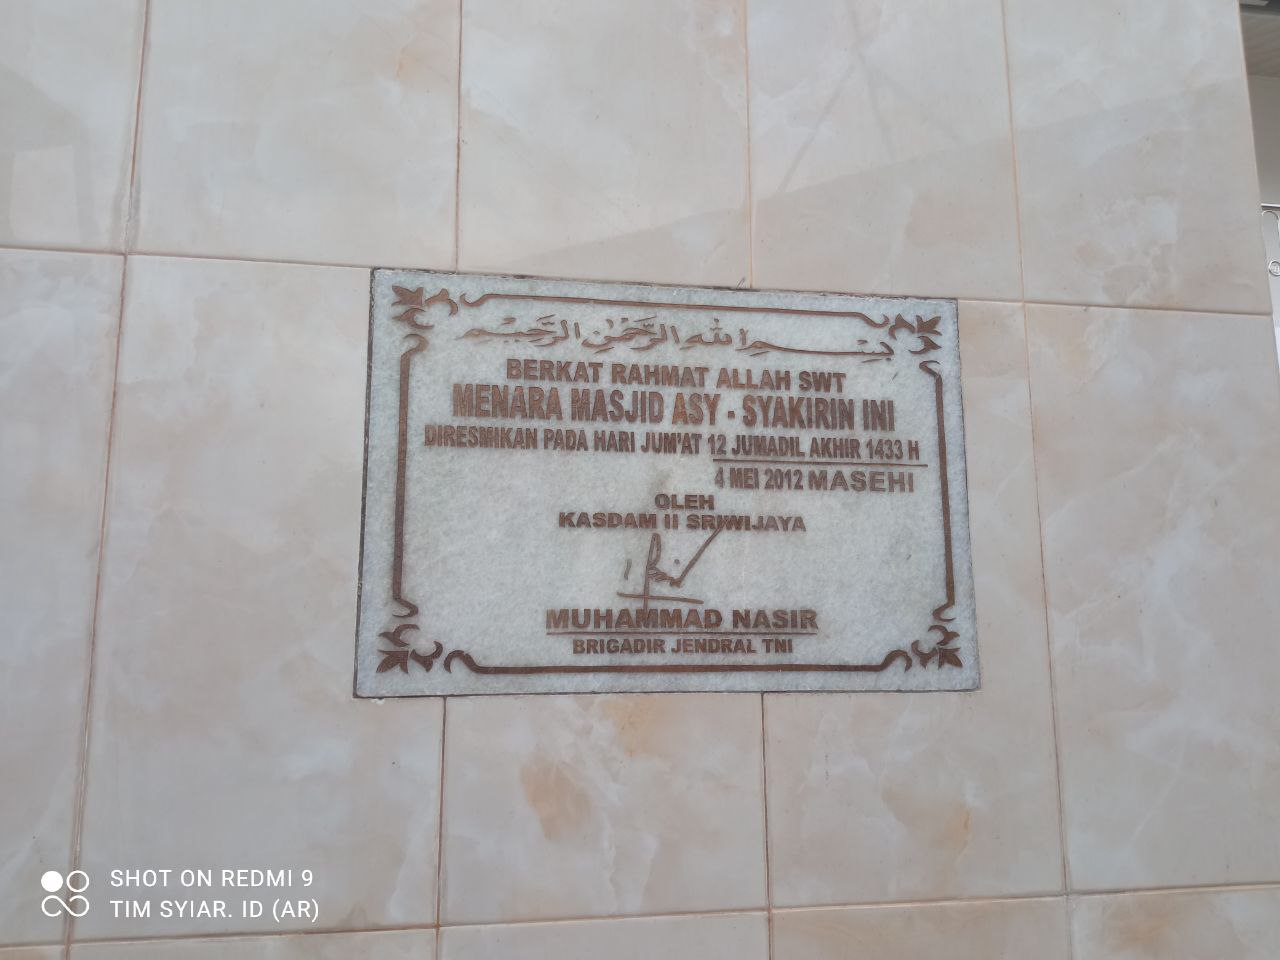 بسم الله الرحمن الرحيم
BERKAT RAHMAT ALLAH SWT
MENARA MASJID ASY - SYAKIRIN INI
DIRESMIKAN PADA HARI JUM'AT 12 JUMADIL AKHIR 1433 H
4 MEI 2012 MASEHI
OLEH
KASDAM II SRIWIJAYA
MUHAMMAD NASIR
BRIGADIR JENDRAL TNI
SHOT ON REDMI 9
TIM SYIAR. ID (AR)